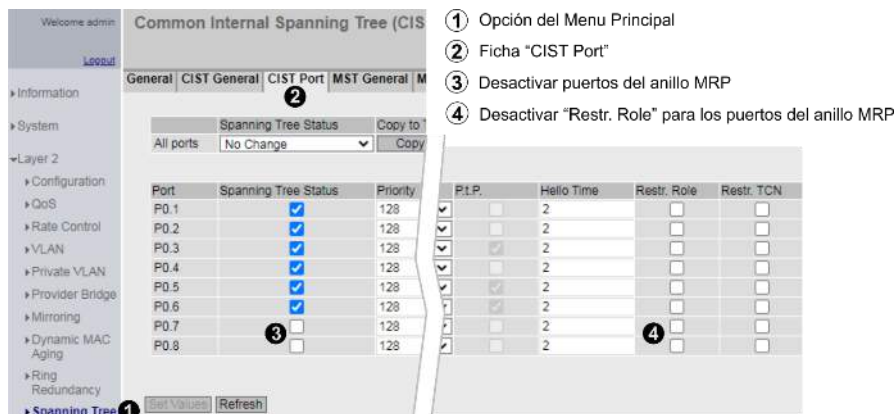 Welcome admin
Logout
Information
System
Layer 2
Configuration
QoS
Rate Control
VLAN
Private VLAN
Provider Bridge
Mirroring
Dynamic MAC
Aging
Ring
Redundancy
Spanning Tree 1
Common Internal Spanning Tree (CIS
General CIST General CIST Port MST General M
2
Spanning Tree Status Copy to T
All ports No Change Copy
Port Spanning Tree Status Priority P.t.P. Hello Time Restr. Role Restr. TCN
P0.1 128 2
P0.2 128 2
P0.3 128 2
P0.4 128 2
P0.5 128 2
P0.6 128 2
P0.7 128 2
3 4
P0.8 128 2
Set Values Refresh
1 Opción del Menu Principal
2 Ficha “CIST Port”
3 Desactivar puertos del anillo MRP
4 Desactivar “Restr. Role” para los puertos del anillo MRP